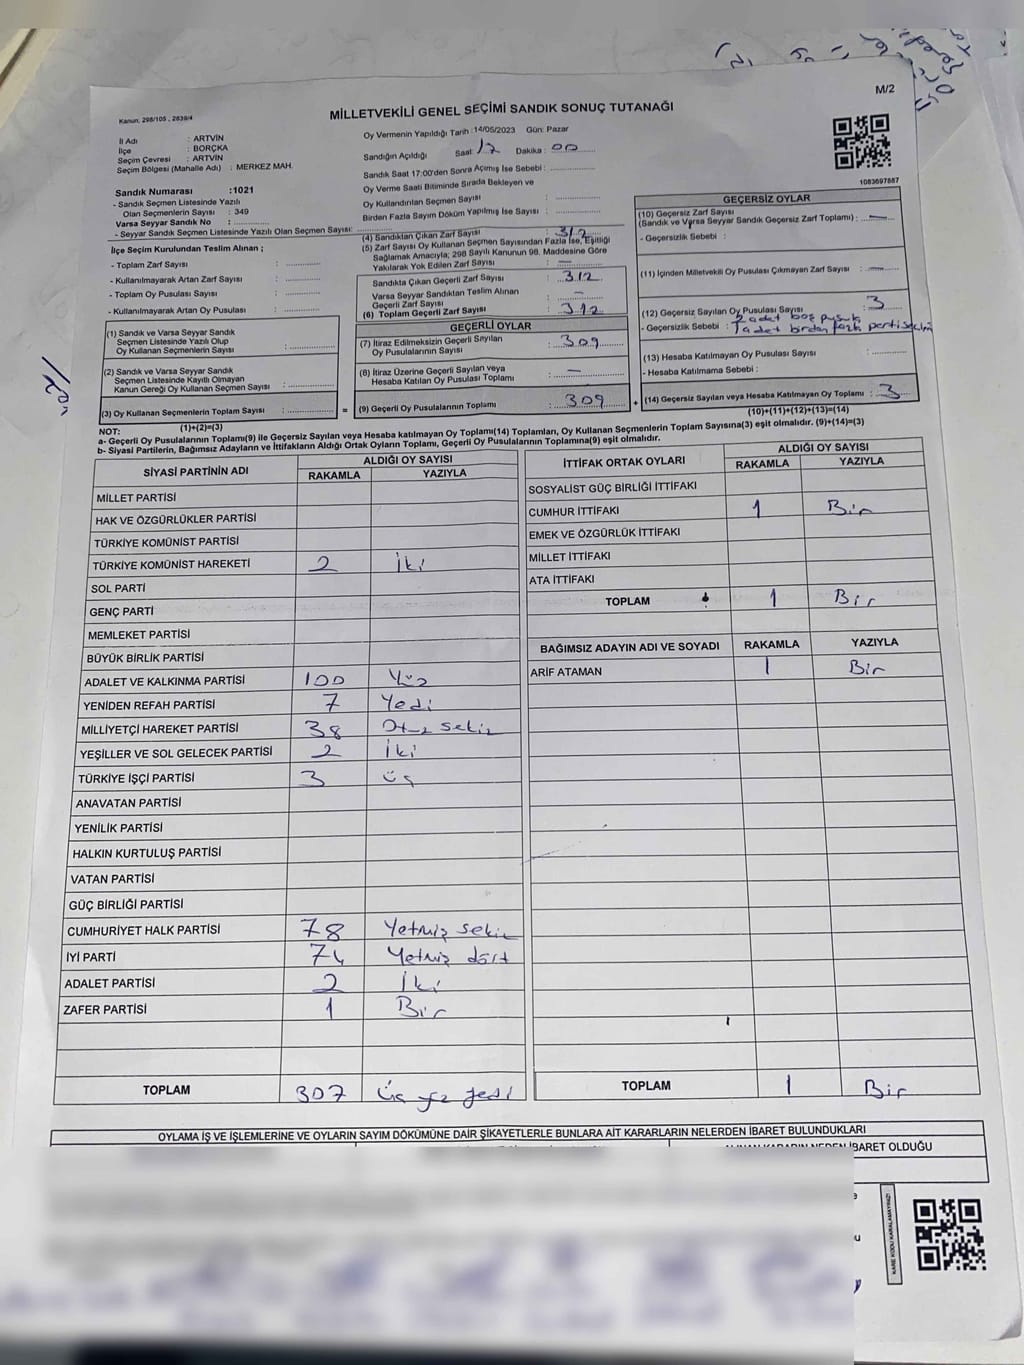 M/2
Kanun, 298/105 , 2839/4
MİLLETVEKİLİ GENEL SEÇİMİ SANDIK SONUÇ TUTANAĞI
İl Adı : ARTVİN
İlçe : BORÇKA
Seçim Çevresi : ARTVİN
Seçim Bölgesi (Mahalle Adı) : MERKEZ MAH.
Sandık Numarası :1021
- Sandık Seçmen Listesinde Yazılı
Olan Seçmenlerin Sayısı : 349
Varsa Seyyar Sandık No :
- Seyyar Sandık Seçmen Listesinde Yazılı Olan Seçmen Sayısı:
Oy Vermenin Yapıldığı Tarih :14/05/2023 Gün: Pazar
Sandığın Açıldığı Saat: 17 Dakika : 00
Sandık Saat 17:00'den Sonra Açımış İse Sebebi :
Oy Verme Saati Bitiminde Sırada Bekleyen ve
Oy Kullandırılan Seçmen Sayısı :
Birden Fazla Sayım Döküm Yapılmış İse Sayısı :
1083697887
İlçe Seçim Kurulundan Teslim Alınan ;
- Toplam Zarf Sayısı :
- Kullanılmayarak Artan Zarf Sayısı :
- Toplam Oy Pusulası Sayısı :
- Kullanılmayarak Artan Oy Pusulası :
(1) Sandık ve Varsa Seyyar Sandık
Seçmen Listesinde Yazılı Olup
Oy Kullanan Seçmenlerin Sayısı :
(2) Sandık ve Varsa Seyyar Sandık
Seçmen Listesinde Kayıtlı Olmayan
Kanun Gereği Oy Kullanan Seçmen Sayısı :
(3) Oy Kullanan Seçmenlerin Toplam Sayısı :
(1)+(2)=(3)
(4) Sandıktan Çıkan Zarf Sayısı : 312
(5) Zarf Sayısı Oy Kullanan Seçmen Sayısından Fazla İse, Eşitliği
Sağlamak Amacıyla; 298 Sayılı Kanunun 98. Maddesine Göre
Yakılarak Yok Edilen Zarf Sayısı : —
Sandıkta Çıkan Geçerli Zarf Sayısı : 312
Varsa Seyyar Sandıktan Teslim Alınan
Geçerli Zarf Sayısı : —
(6) Toplam Geçerli Zarf Sayısı : 312
GEÇERLİ OYLAR
(7) İtiraz Edilmeksizin Geçerli Sayılan
Oy Pusulalarının Sayısı : 309
(8) İtiraz Üzerine Geçerli Sayılan veya
Hesaba Katılan Oy Pusulası Toplamı : —
= (9) Geçerli Oy Pusulalarının Toplamı : 309
GEÇERSİZ OYLAR
(10) Geçersiz Zarf Sayısı
(Sandık ve Varsa Seyyar Sandık Geçersiz Zarf Toplamı) : —
- Geçersizlik Sebebi :
(11) İçinden Milletvekili Oy Pusulası Çıkmayan Zarf Sayısı : —
(12) Geçersiz Sayılan Oy Pusulası Sayısı : 3
- Geçersizlik Sebebi : 2 adet boş pusula
1 adet birden fazla parti seçimi
(13) Hesaba Katılmayan Oy Pusulası Sayısı :
- Hesaba Katılmama Sebebi :
+ (14) Geçersiz Sayılan veya Hesaba Katılmayan Oy Toplamı : 3
(10)+(11)+(12)+(13)=(14)
NOT:
a- Geçerli Oy Pusulalarının Toplamı(9) ile Geçersiz Sayılan veya Hesaba katılmayan Oy Toplamı(14) Toplamları, Oy Kullanan Seçmenlerin Toplam Sayısına(3) eşit olmalıdır. (9)+(14)=(3)
b- Siyasi Partilerin, Bağımsız Adayların ve İttifakların Aldığı Ortak Oyların Toplamı, Geçerli Oy Pusulalarının Toplamına(9) eşit olmalıdır.
SİYASİ PARTİNİN ADI ALDIĞI OY SAYISI
RAKAMLA YAZIYLA
MİLLET PARTİSİ
HAK VE ÖZGÜRLÜKLER PARTİSİ
TÜRKİYE KOMÜNİST PARTİSİ
TÜRKİYE KOMÜNİST HAREKETİ 2 İki
SOL PARTİ
GENÇ PARTİ
MEMLEKET PARTİSİ
BÜYÜK BİRLİK PARTİSİ
ADALET VE KALKINMA PARTİSİ 100 Yüz
YENİDEN REFAH PARTİSİ 7 Yedi
MİLLİYETÇİ HAREKET PARTİSİ 38 Otuz sekiz
YEŞİLLER VE SOL GELECEK PARTİSİ 2 İki
TÜRKİYE İŞÇİ PARTİSİ 3 üç
ANAVATAN PARTİSİ
YENİLİK PARTİSİ
HALKIN KURTULUŞ PARTİSİ
VATAN PARTİSİ
GÜÇ BİRLİĞİ PARTİSİ
CUMHURİYET HALK PARTİSİ 78 Yetmiş sekiz
İYİ PARTİ 74 Yetmiş dört
ADALET PARTİSİ 2 İki
ZAFER PARTİSİ 1 Bir
TOPLAM 307 Üç yüz yedi
İTTİFAK ORTAK OYLARI ALDIĞI OY SAYISI
RAKAMLA YAZIYLA
SOSYALİST GÜÇ BİRLİĞİ İTTİFAKI
CUMHUR İTTİFAKI 1 Bir
EMEK VE ÖZGÜRLÜK İTTİFAKI
MİLLET İTTİFAKI
ATA İTTİFAKI
TOPLAM 1 Bir
BAĞIMSIZ ADAYIN ADI VE SOYADI RAKAMLA YAZIYLA
ARİF ATAMAN 1 Bir
TOPLAM 1 Bir
OYLAMA İŞ VE İŞLEMLERİNE VE OYLARIN SAYIM DÖKÜMÜNE DAİR ŞİKAYETLERLE BUNLARA AİT KARARLARIN NELERDEN İBARET BULUNDUKLARI
ALINAN KARARIN NEDEN İBARET OLDUĞU
KARE KODU KARALAMAYINIZ!